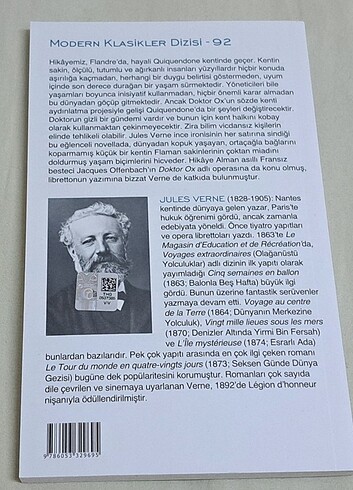 MODERN KLASİKLER DİZİSİ - 92
Hikâyemiz, Flandre'da, hayali Quiquendone kentinde geçer. Kentin
sakin, ölçülü, tutumlu ve ağırkanlı insanları yüzyıllardır hiçbir konuda
aşırılığa kaçmadan, herhangi bir duygu belirtisi göstermeden, uyum
içinde son derece durağan bir yaşam sürmektedir. Yöneticileri bile
yaşamları boyunca inisiyatif kullanmadan, hiçbir önemli karar almadan
bu dünyadan göçüp gitmektedir. Ancak Doktor Ox'un sözde kenti
aydınlatma projesiyle gelişi Quiquendone'da bir şeyleri değiştirecektir.
Doktorun gizli bir gündemi vardır ve bunun için kent halkını kobay
olarak kullanmaktan çekinmeyecektir. Zira bilim vicdansız kişilerin
elinde tehlikeli olabilir. Jules Verne ince ironisinin her satırına sindiği
bu eğlenceli novellada, dünyadan kopuk yaşayan, ortaçağla bağlarını
koparmamış küçük bir kentin Flaman sakinlerinin çoktan miadını
doldurmuş yaşam biçimlerini hicveder. Hikâye Alman asıllı Fransız
besteci Jacques Offenbach'ın Doktor Ox adlı operasına da konu olmuş,
librettonun yazımına bizzat Verne de katkıda bulunmuştur.
JULES VERNE (1828-1905): Nantes
kentinde dünyaya gelen yazar, Paris'te
hukuk öğrenimi gördü, ancak zamanla
edebiyata yöneldi. Önce tiyatro yapıtları
ve opera librettoları yazdı. 1863'te Le
Magasin d'Éducation et de Récréation'da,
Voyages extraordinaires (Olağanüstü
Yolculuklar) adlı dizinin ilk yapıtı olarak
yayımladığı Cinq semaines en ballon
(1863; Balonla Beş Hafta) büyük ilgi
gördü. Bunun üzerine fantastik serüvenler
yazmaya devam etti. Voyage au centre
de la Terre (1864; Dünyanın Merkezine
Yolculuk), Vingt mille lieues sous les mers
(1870; Denizler Altında Yirmi Bin Fersah)
ve L'Île mystérieuse (1874; Esrarlı Ada)
bunlardan bazılarıdır. Pek çok yapıtı arasında en çok ilgi çeken romanı
Le Tour du monde en quatre-vingts jours (1873; Seksen Günde Dünya
Gezisi) bugüne dek popülaritesini korumuştur. Romanları çok sayıda
dile çevrilen ve sinemaya uyarlanan Verne, 1892'de Légion d'honneur
nişanıyla ödüllendirilmiştir.
9 786053 329695